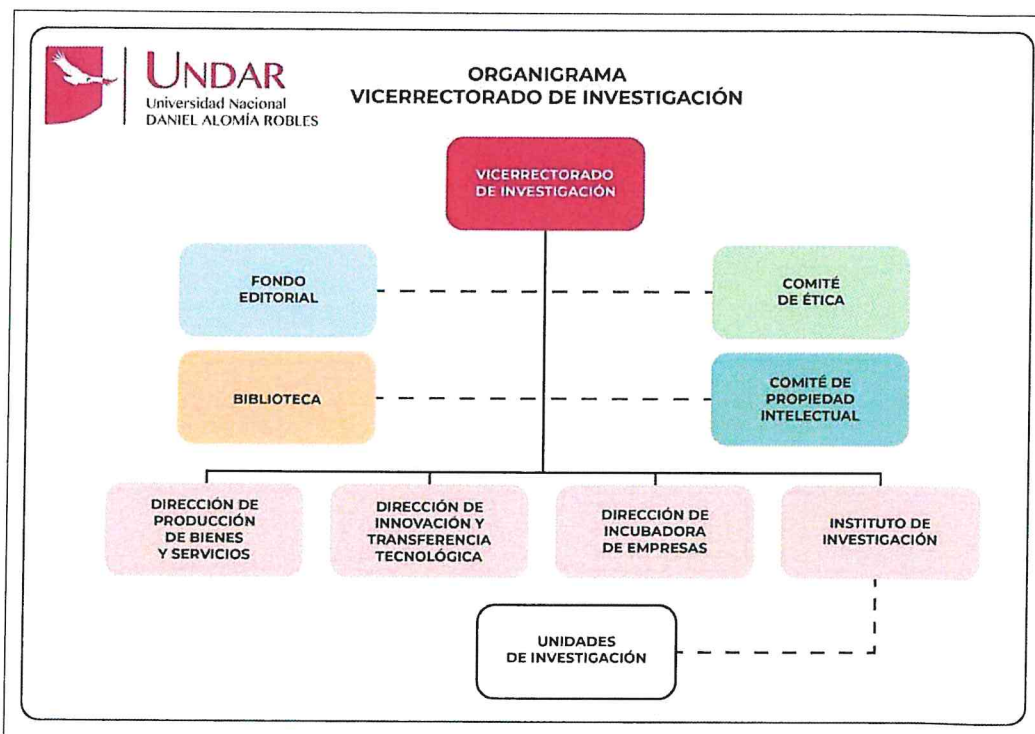 UNDAR
Universidad Nacional
DANIEL ALOMÍA ROBLES
ORGANIGRAMA
VICERRECTORADO DE INVESTIGACIÓN
VICERRECTORADO
DE INVESTIGACIÓN
FONDO
EDITORIAL
COMITÉ
DE ÉTICA
BIBLIOTECA
COMITÉ DE
PROPIEDAD
INTELECTUAL
DIRECCIÓN DE
PRODUCCIÓN
DE BIENES
Y SERVICIOS
DIRECCIÓN DE
INNOVACIÓN Y
TRANSFERENCIA
TECNOLÓGICA
DIRECCIÓN DE
INCUBADORA
DE EMPRESAS
INSTITUTO DE
INVESTIGACIÓN
UNIDADES
DE INVESTIGACIÓN